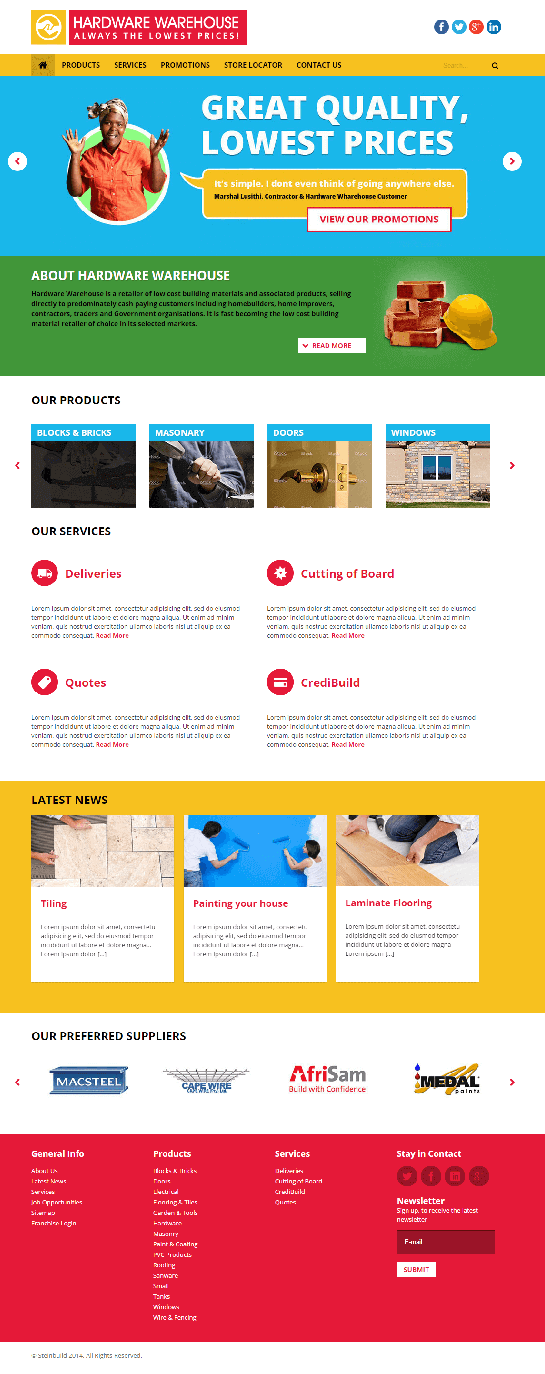 HARDWARE WAREHOUSE
ALWAYS THE LOWEST PRICES!
PRODUCTS SERVICES PROMOTIONS STORE LOCATOR CONTACT US
Search...
GREAT QUALITY,
LOWEST PRICES
It's simple. I dont even think of going anywhere else.
Marshal Lusithi, Contractor & Hardware Wharehouse Customer
VIEW OUR PROMOTIONS
ABOUT HARDWARE WAREHOUSE
Hardware Warehouse is a retailer of low cost building materials and associated products, selling
directly to predominately cash paying customers including homebuilders, home improvers,
contractors, traders and Government organisations. It is fast becoming the low cost building
material retailer of choice in its selected markets.
READ MORE
OUR PRODUCTS
BLOCKS & BRICKS
MASONARY
DOORS
WINDOWS
OUR SERVICES
Deliveries
Lorem ipsum dolor sit amet, consectetur adipisicing elit, sed do eiusmod
tempor incididunt ut labore et dolore magna aliqua. Ut enim ad minim
veniam, quis nostrud exercitation ullamco laboris nisi ut aliquip ex ea
commodo consequat. Read More
Cutting of Board
Lorem ipsum dolor sit amet, consectetur adipisicing elit, sed do eiusmod
tempor incididunt ut labore et dolore magna aliqua. Ut enim ad minim
veniam, quis nostrud exercitation ullamco laboris nisi ut aliquip ex ea
commodo consequat. Read More
Quotes
Lorem ipsum dolor sit amet, consectetur adipisicing elit, sed do eiusmod
tempor incididunt ut labore et dolore magna aliqua. Ut enim ad minim
veniam, quis nostrud exercitation ullamco laboris nisi ut aliquip ex ea
commodo consequat. Read More
CrediBuild
Lorem ipsum dolor sit amet, consectetur adipisicing elit, sed do eiusmod
tempor incididunt ut labore et dolore magna aliqua. Ut enim ad minim
veniam, quis nostrud exercitation ullamco laboris nisi ut aliquip ex ea
commodo consequat. Read More
LATEST NEWS
Tiling
Lorem ipsum dolor sit amet, consectetu
adipisicing elit, sed do eiusmod tempor
incididunt ut labore et dolore magna...
Lorem ipsum dolor [...]
Painting your house
Lorem ipsum dolor sit amet, consectetu
adipisicing elit, sed do eiusmod tempor
incididunt ut labore et dolore magna...
Lorem ipsum dolor [...]
Laminate Flooring
Lorem ipsum dolor sit amet, consectetu
adipisicing elit, sed do eiusmod tempor
incididunt ut labore et dolore magna
Lorem ipsum [...]
OUR PREFERRED SUPPLIERS
MACSTEEL
CAPE WIRE
AfriSam
Build with Confidence
MEDAL
paints
General Info
About Us
Latest News
Services
Job Opportunities
Sitemap
Franchise Login
Products
Blocks & Bricks
Doors
Electrical
Flooring & Tiles
Garden & Tools
Hardware
Masonry
Paint & Coating
PVC Products
Roofing
Sanware
Small
Tanks
Windows
Wire & Fencing
Services
Deliveries
Cutting of Board
CrediBuild
Quotes
Stay in Contact
Newsletter
Sign up, to receive the latest
newsletter
E-mail
SUBMIT
© Steinbuild 2014. All Rights Reserved.